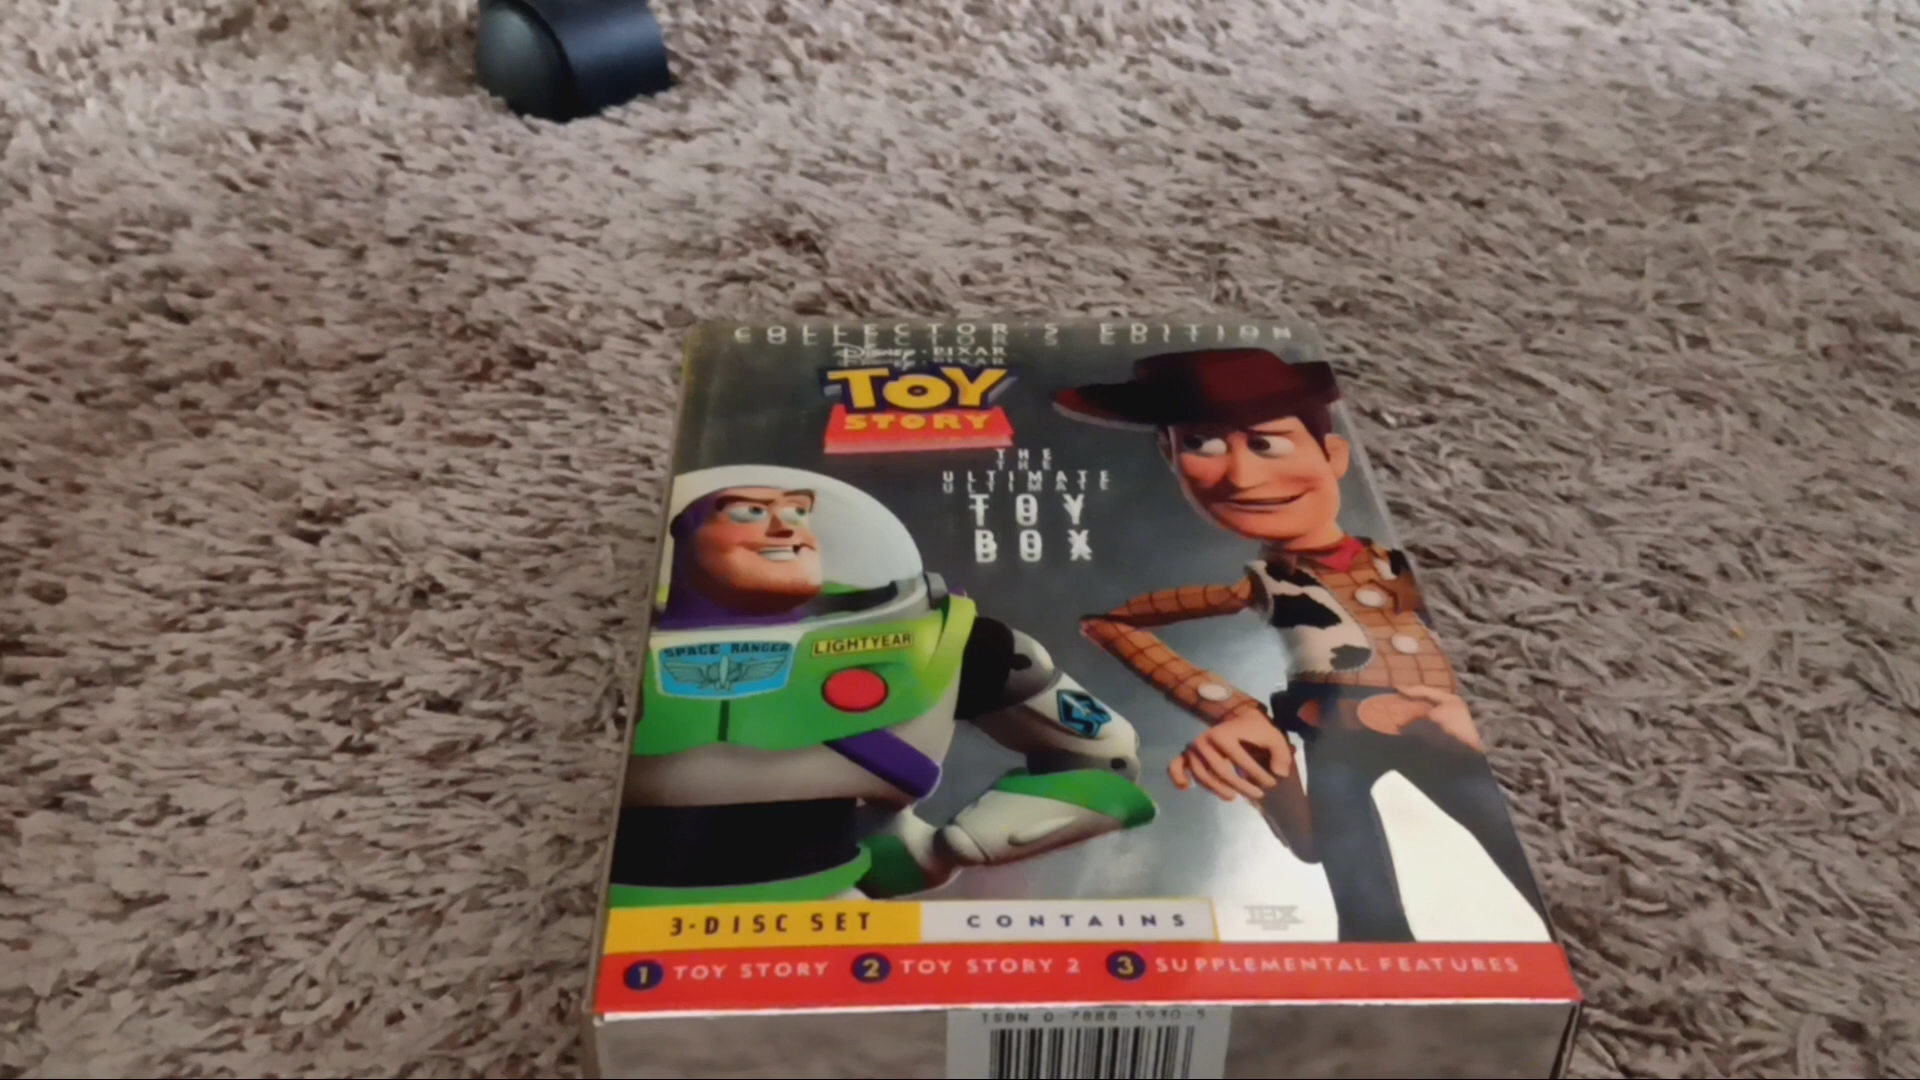 COLLECTOR'S EDITION
Disney · PIXAR
TOY
STORY
THE
ULTIMATE
TOY
BOX
SPACE RANGER
LIGHTYEAR
3-DISC SET CONTAINS
THX
1 TOY STORY 2 TOY STORY 2 3 SUPPLEMENTAL FEATURES
ISBN 0-7888-1930-5